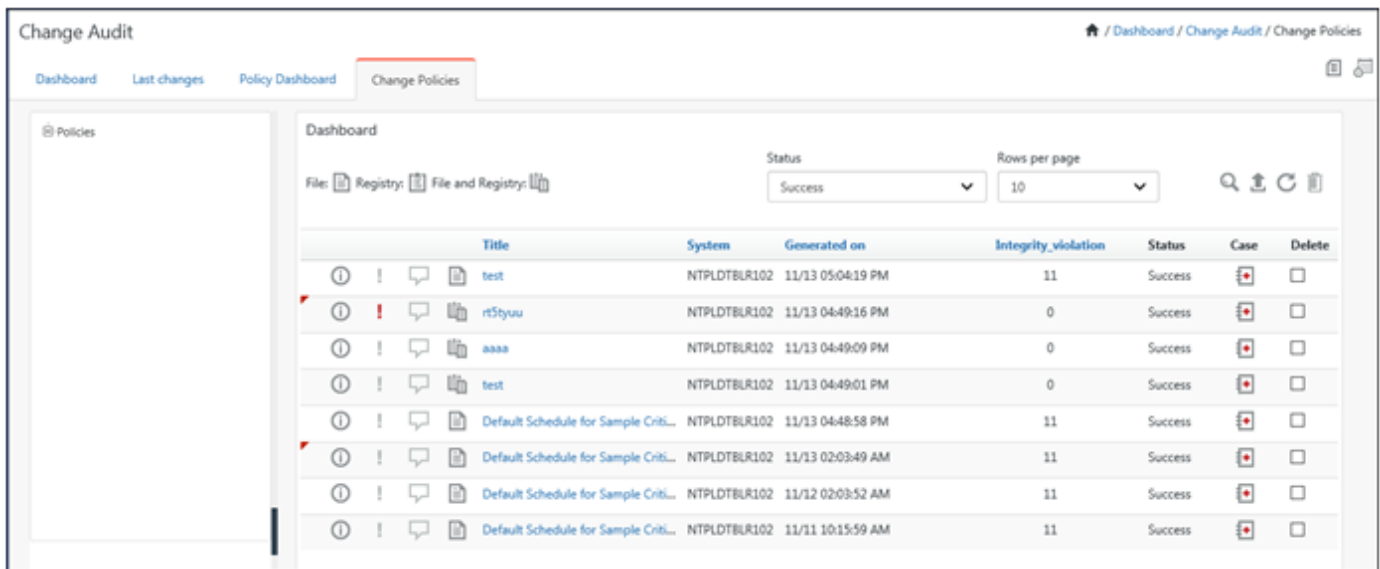 Change Audit
/ Dashboard / Change Audit / Change Policies
Dashboard Last changes Policy Dashboard Change Policies
Policies
Dashboard
Status Rows per page
File: Registry: File and Registry:
Success 10
Title System Generated on Integrity_violation Status Case Delete
test NTPLDTBLR102 11/13 05:04:19 PM 11 Success
! rt5tyuu NTPLDTBLR102 11/13 04:49:16 PM 0 Success
aaaa NTPLDTBLR102 11/13 04:49:09 PM 0 Success
test NTPLDTBLR102 11/13 04:49:01 PM 0 Success
Default Schedule for Sample Criti... NTPLDTBLR102 11/13 04:48:58 PM 11 Success
Default Schedule for Sample Criti... NTPLDTBLR102 11/13 02:03:49 AM 11 Success
Default Schedule for Sample Criti... NTPLDTBLR102 11/12 02:03:52 AM 11 Success
Default Schedule for Sample Criti... NTPLDTBLR102 11/11 10:15:59 AM 11 Success